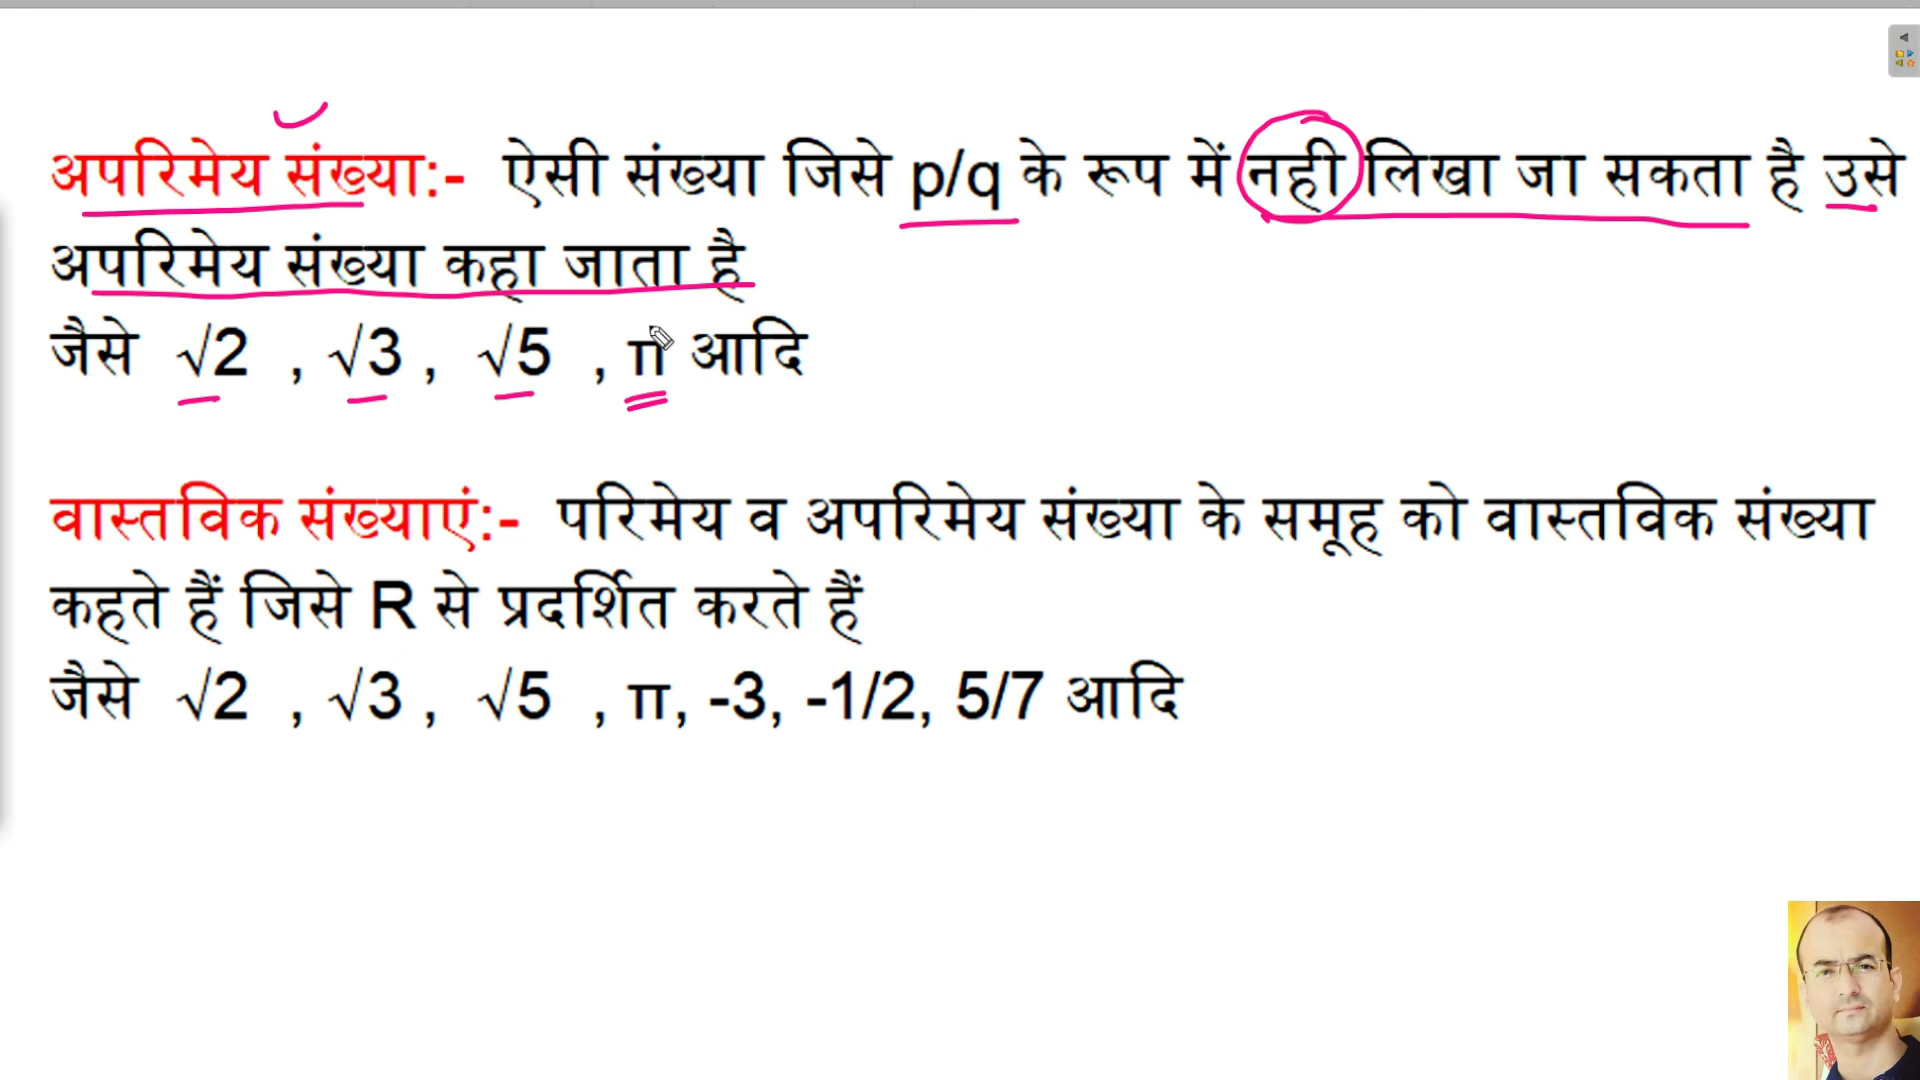 अपरिमेय संख्या:- ऐसी संख्या जिसे p/q के रूप में नही लिखा जा सकता है उसे
अपरिमेय संख्या कहा जाता है
जैसे √2 , √3 , √5 , π आदि
वास्तविक संख्याएं:- परिमेय व अपरिमेय संख्या के समूह को वास्तविक संख्या
कहते हैं जिसे R से प्रदर्शित करते हैं
जैसे √2 , √3 , √5 , π, -3, -1/2, 5/7 आदि